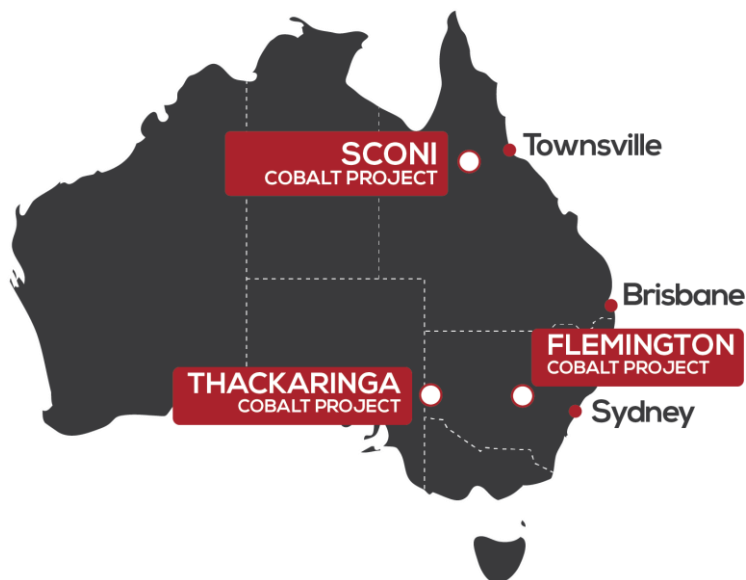 SCONI
COBALT PROJECT
Townsville
Brisbane
FLEMINGTON
COBALT PROJECT
THACKARINGA
COBALT PROJECT
Sydney